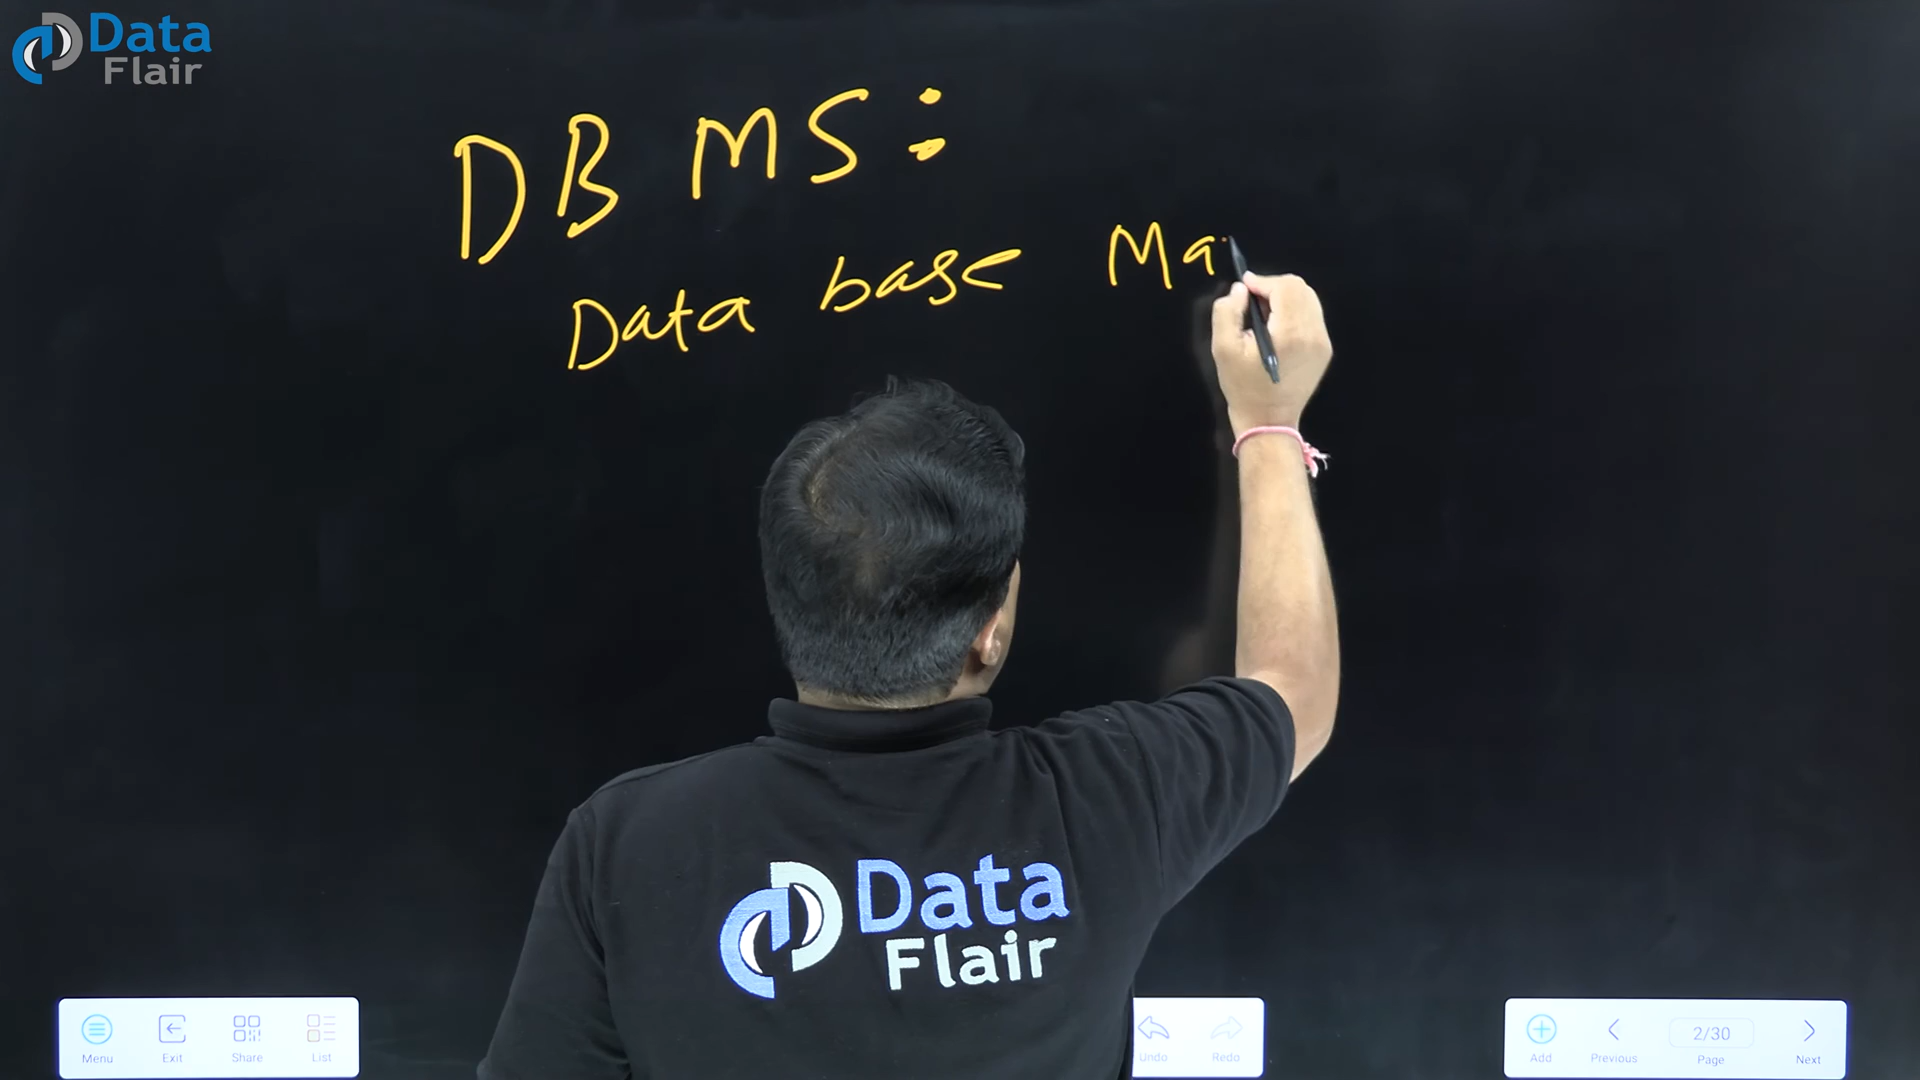 Data
Flair
DBMS:
Data base Ma
Data
Flair
Menu Exit Share List
Undo Redo
Add Previous 2/30 Page Next